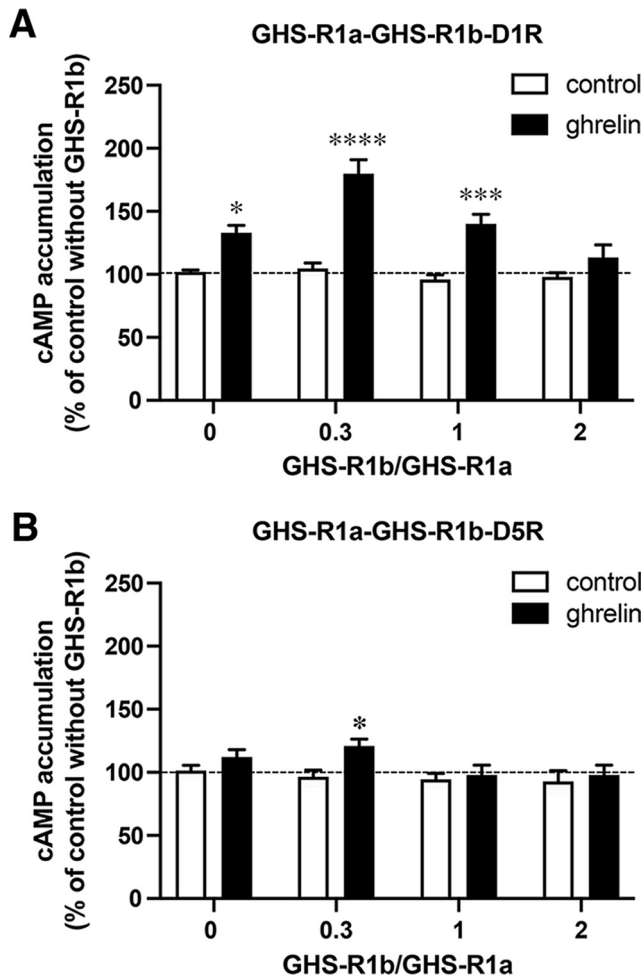 A
GHS-R1a-GHS-R1b-D1R
cAMP accumulation
(% of control without GHS-R1b)
250
200
150
100
50
0
control
ghrelin
*
****
***
0 0.3 1 2
GHS-R1b/GHS-R1a
B
GHS-R1a-GHS-R1b-D5R
cAMP accumulation
(% of control without GHS-R1b)
250
200
150
100
50
0
control
ghrelin
*
0 0.3 1 2
GHS-R1b/GHS-R1a